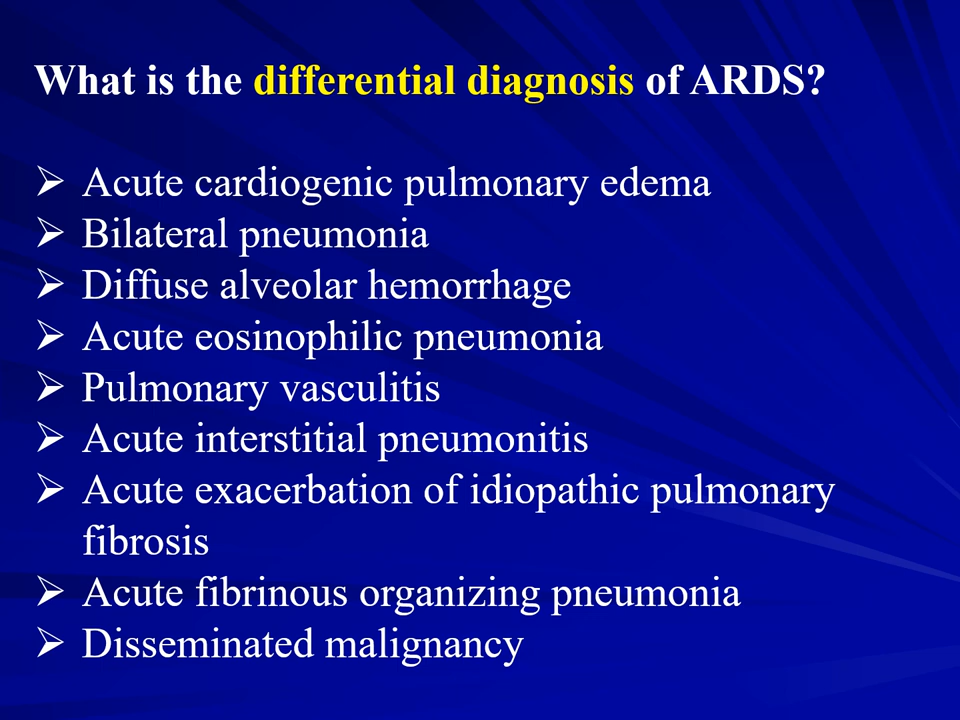 What is the differential diagnosis of ARDS?
➢ Acute cardiogenic pulmonary edema
➢ Bilateral pneumonia
➢ Diffuse alveolar hemorrhage
➢ Acute eosinophilic pneumonia
➢ Pulmonary vasculitis
➢ Acute interstitial pneumonitis
➢ Acute exacerbation of idiopathic pulmonary
fibrosis
➢ Acute fibrinous organizing pneumonia
➢ Disseminated malignancy